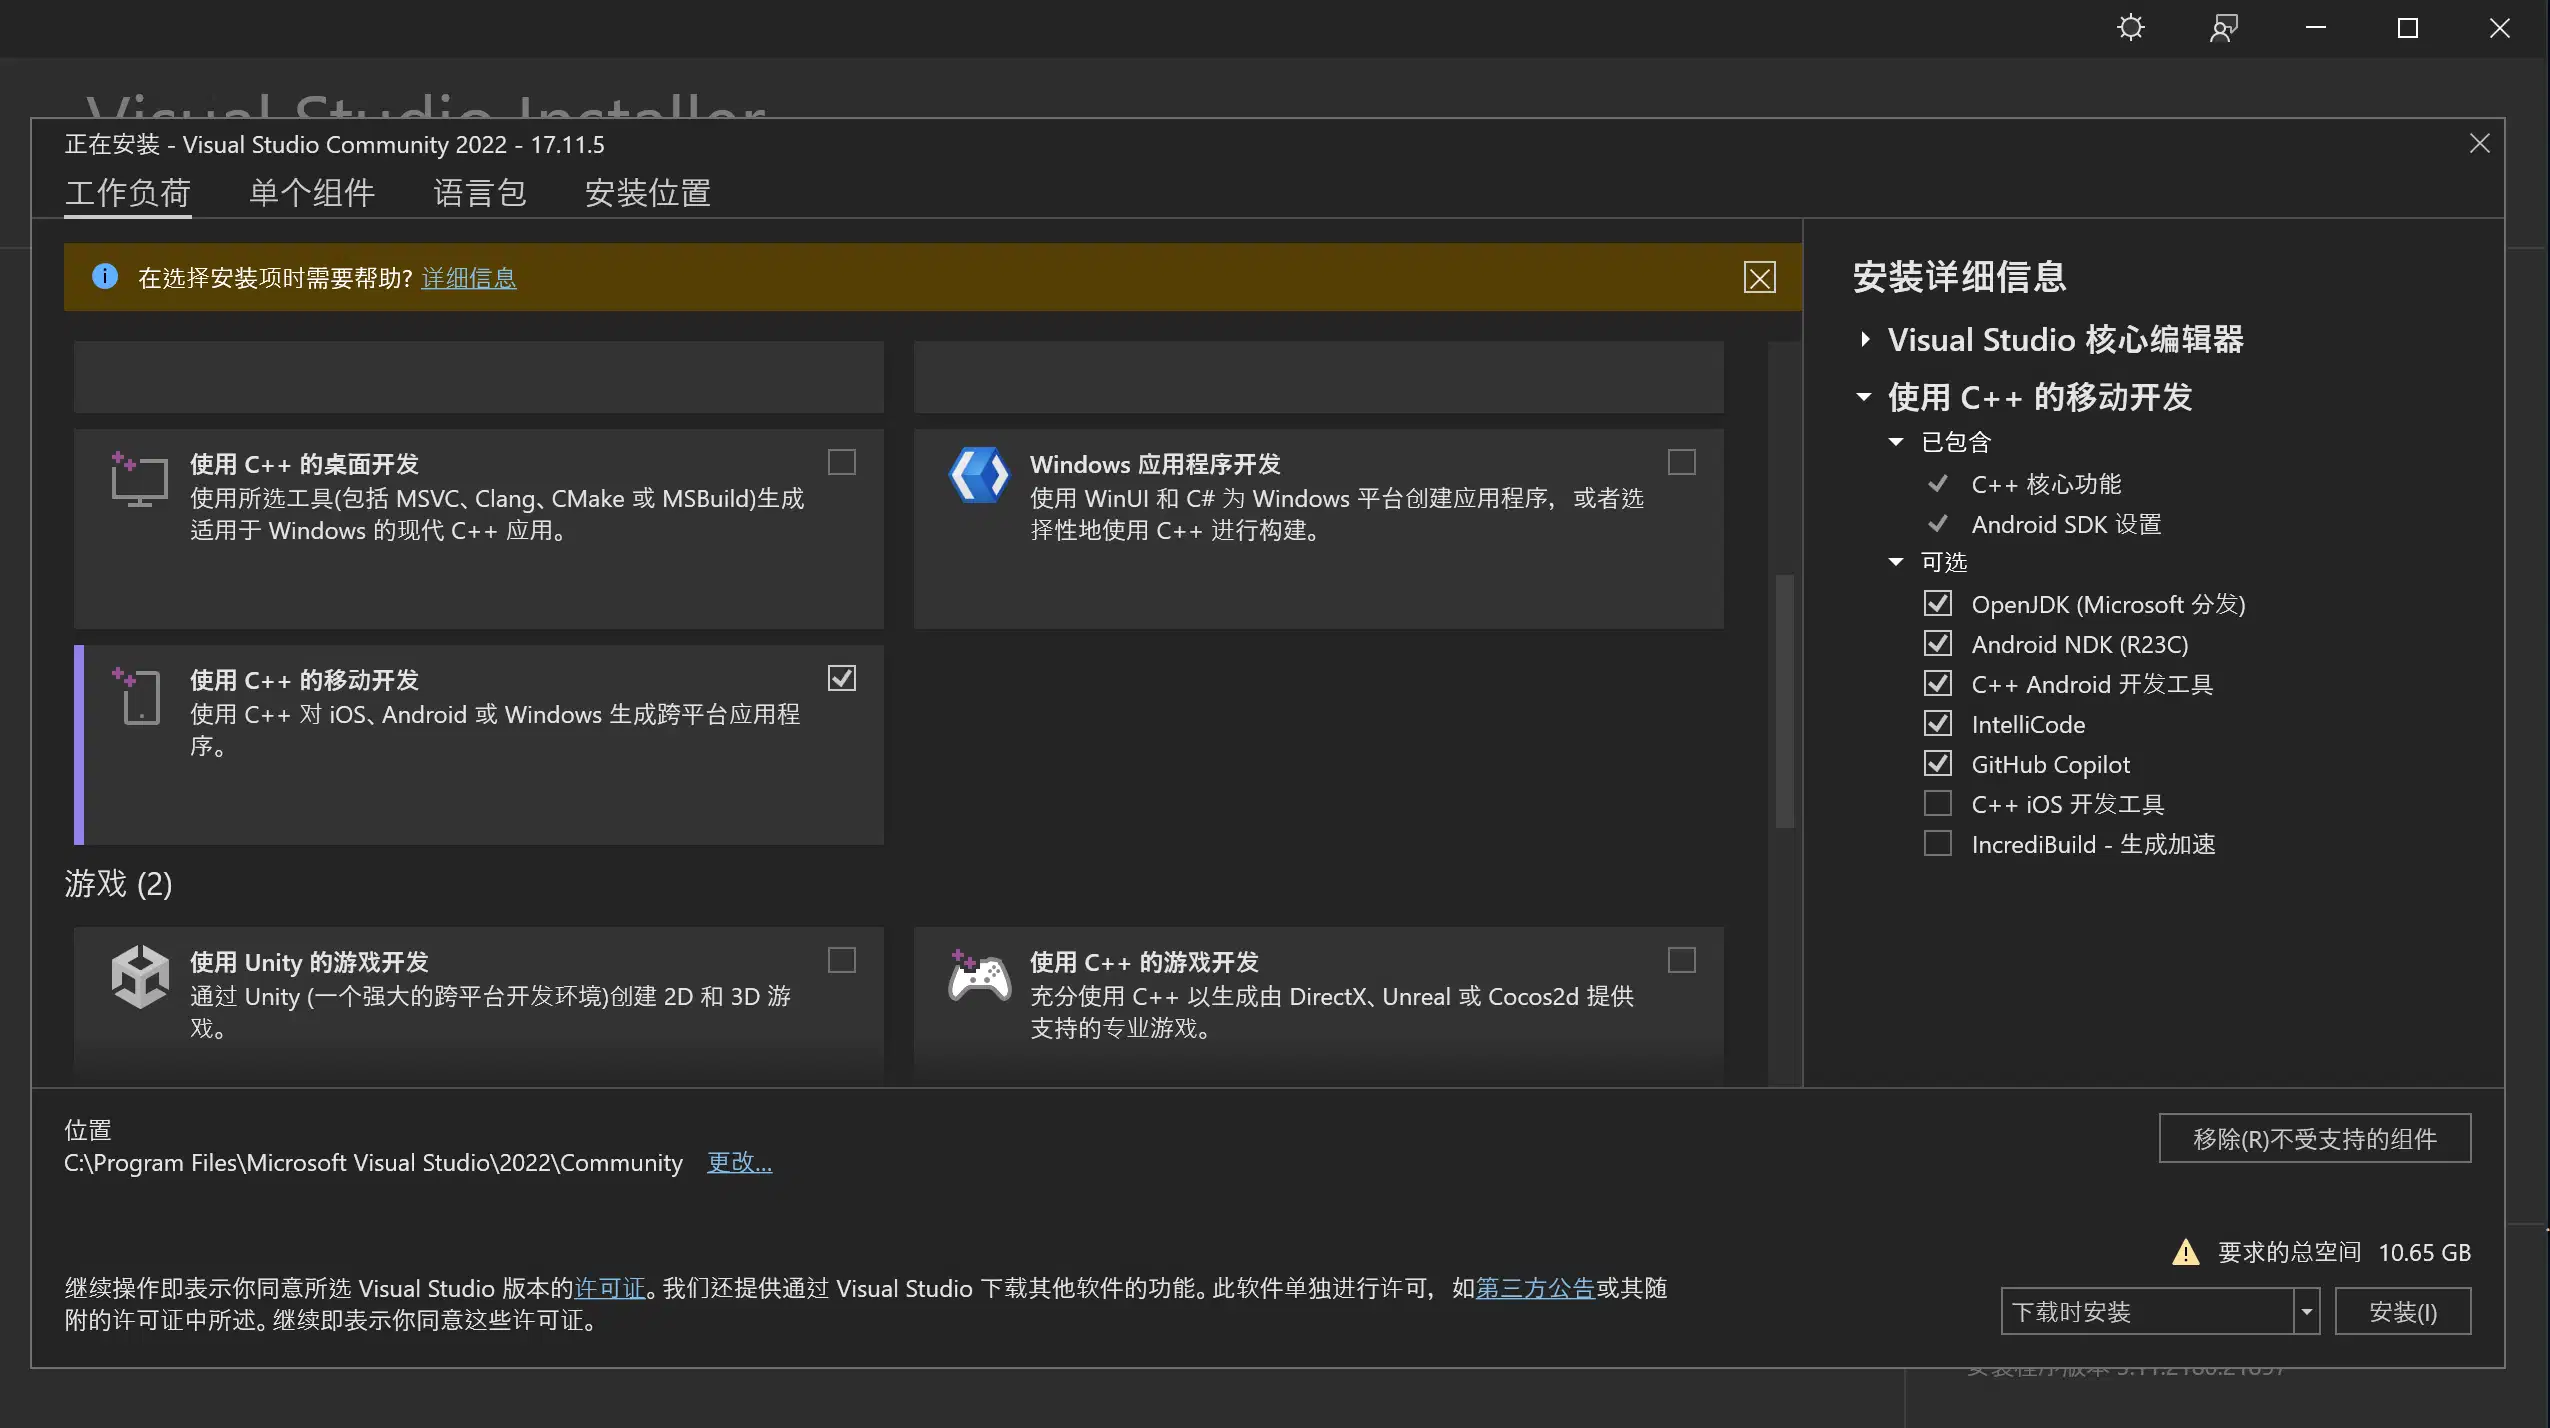 Visual Studio Installer
正在安装 - Visual Studio Community 2022 - 17.11.5
工作负荷 单个组件 语言包 安装位置
在选择安装项时需要帮助? 详细信息
使用 C++ 的桌面开发
使用所选工具(包括 MSVC、Clang、CMake 或 MSBuild)生成
适用于 Windows 的现代 C++ 应用。
Windows 应用程序开发
使用 WinUI 和 C# 为 Windows 平台创建应用程序，或者选
择性地使用 C++ 进行构建。
使用 C++ 的移动开发
使用 C++ 对 iOS、Android 或 Windows 生成跨平台应用程
序。
游戏 (2)
使用 Unity 的游戏开发
通过 Unity (一个强大的跨平台开发环境)创建 2D 和 3D 游
戏。
使用 C++ 的游戏开发
充分使用 C++ 以生成由 DirectX、Unreal 或 Cocos2d 提供
支持的专业游戏。
安装详细信息
Visual Studio 核心编辑器
使用 C++ 的移动开发
已包含
C++ 核心功能
Android SDK 设置
可选
OpenJDK (Microsoft 分发)
Android NDK (R23C)
C++ Android 开发工具
IntelliCode
GitHub Copilot
C++ iOS 开发工具
IncrediBuild - 生成加速
位置
C:\Program Files\Microsoft Visual Studio\2022\Community 更改...
移除(R)不受支持的组件
要求的总空间 10.65 GB
继续操作即表示你同意所选 Visual Studio 版本的许可证。我们还提供通过 Visual Studio 下载其他软件的功能。此软件单独进行许可，如第三方公告或其随
附的许可证中所述。继续即表示你同意这些许可证。
下载时安装
安装(I)